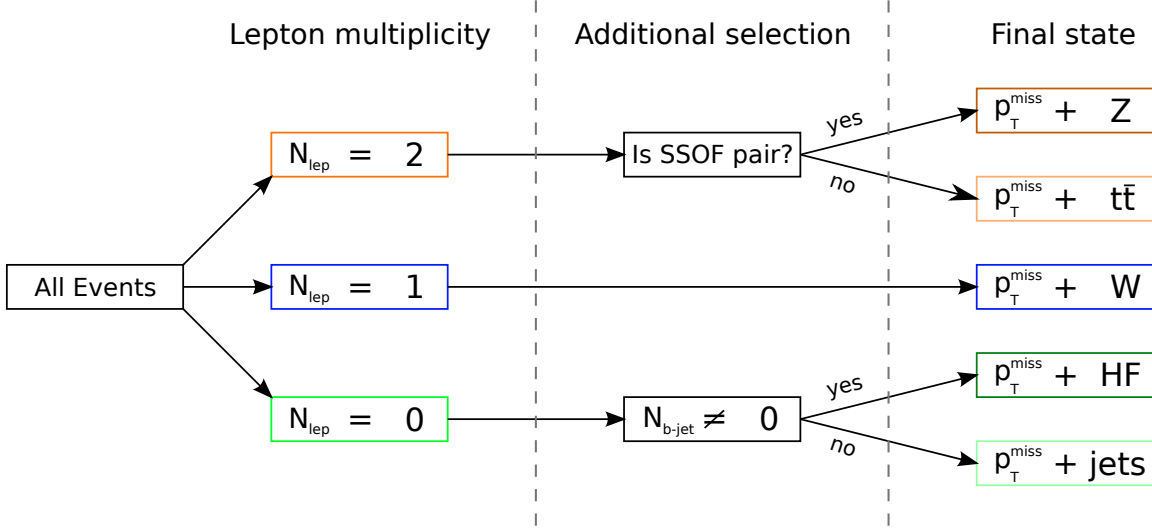 Lepton multiplicity
Additional selection
Final state
N_lep = 2
Is SSOF pair?
yes
no
p_T^miss + Z
p_T^miss + tt̄
All Events
N_lep = 1
p_T^miss + W
N_lep = 0
N_b-jet ≠ 0
yes
no
p_T^miss + HF
p_T^miss + jets